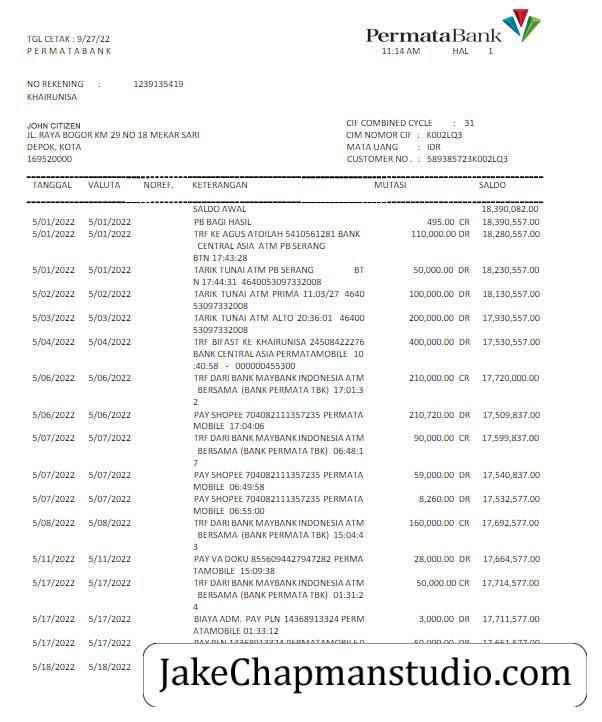 PermataBank
TGL CETAK : 9/27/22
P E R M A T A B A N K 11:14 AM HAL 1
NO REKENING : 1239135419
KHAIRUNISA
JOHN CITIZEN
JL. RAYA BOGOR KM 29 NO 18 MEKAR SARI
DEPOK, KOTA
169520000
CIF COMBINED CYCLE : 31
CIM NOMOR CIF : K002LQ3
MATA UANG : IDR
CUSTOMER NO . : 589385723K002LQ3
TANGGAL VALUTA NOREF. KETERANGAN MUTASI SALDO
SALDO AWAL 18,390,082.00
5/01/2022 5/01/2022 PB BAGI HASIL 495.00 CR 18,390,557.00
5/01/2022 5/01/2022 TRF KE AGUS ATOILAH 5410561281 BANK 110,000.00 DR 18,280,557.00
CENTRAL ASIA ATM PB SERANG
BTN 17:43:28
5/01/2022 5/01/2022 TARIK TUNAI ATM PB SERANG BT 50,000.00 DR 18,230,557.00
N 17:44:31 4640053097332008
5/02/2022 5/02/2022 TARIK TUNAI ATM PRIMA 11:03/27 4640 100,000.00 DR 18,130,557.00
53097332008
5/03/2022 5/03/2022 TARIK TUNAI ATM ALTO 20:36:01 46400 200,000.00 DR 17,930,557.00
53097332008
5/04/2022 5/04/2022 TRF BIFAST KE KHAIRUNISA 24508422276 400,000.00 DR 17,530,557.00
BANK CENTRAL ASIA PERMATAMOBILE 10
:40:58 - 000000455300
5/06/2022 5/06/2022 TRF DARI BANK MAYBANK INDONESIA ATM 210,000.00 CR 17,720,000.00
BERSAMA (BANK PERMATA TBK) 17:01:3
2
5/06/2022 5/06/2022 PAY SHOPEE 704082111357235 PERMATA 210,720.00 DR 17,509,837.00
MOBILE 17:04:06
5/07/2022 5/07/2022 TRF DARI BANK MAYBANK INDONESIA ATM 90,000.00 CR 17,599,837.00
BERSAMA (BANK PERMATA TBK) 06:48:1
7
5/07/2022 5/07/2022 PAY SHOPEE 704082111357235 PERMATA 59,000.00 DR 17,540,837.00
MOBILE 06:49:58
5/07/2022 5/07/2022 PAY SHOPEE 704082111357235 PERMATA 8,260.00 DR 17,532,577.00
MOBILE 06:55:00
5/08/2022 5/08/2022 TRF DARI BANK MAYBANK INDONESIA ATM 160,000.00 CR 17,692,577.00
BERSAMA (BANK PERMATA TBK) 15:04:4
3
5/11/2022 5/11/2022 PAY VA DOKU 8556094427947282 PERMA 28,000.00 DR 17,664,577.00
TAMOBILE 15:09:38
5/17/2022 5/17/2022 TRF DARI BANK MAYBANK INDONESIA ATM 50,000.00 CR 17,714,577.00
BERSAMA (BANK PERMATA TBK) 01:31:2
4
5/17/2022 5/17/2022 BIAYA ADM. PAY PLN 14368913324 PERM 3,000.00 DR 17,711,577.00
ATAMOBILE 01:33:12
5/17/2022 5/17/2022
5/18/2022 5/18/2022
JakeChapmanstudio.com